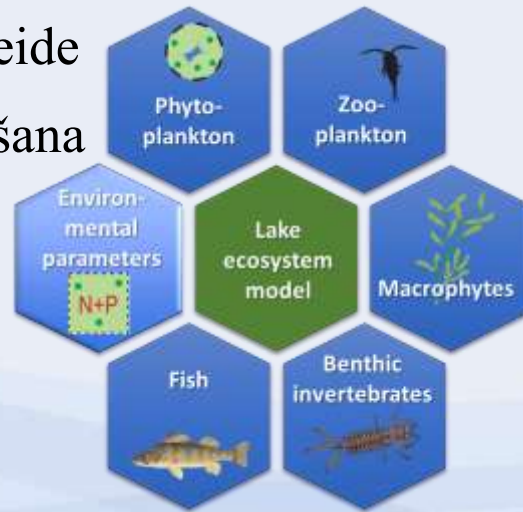 eide
šana
Phyto-
plankton
Zoo-
plankton
Environ-
mental
parameters
N+P
Lake
ecosystem
model
Macrophytes
Fish
Benthic
invertebrates